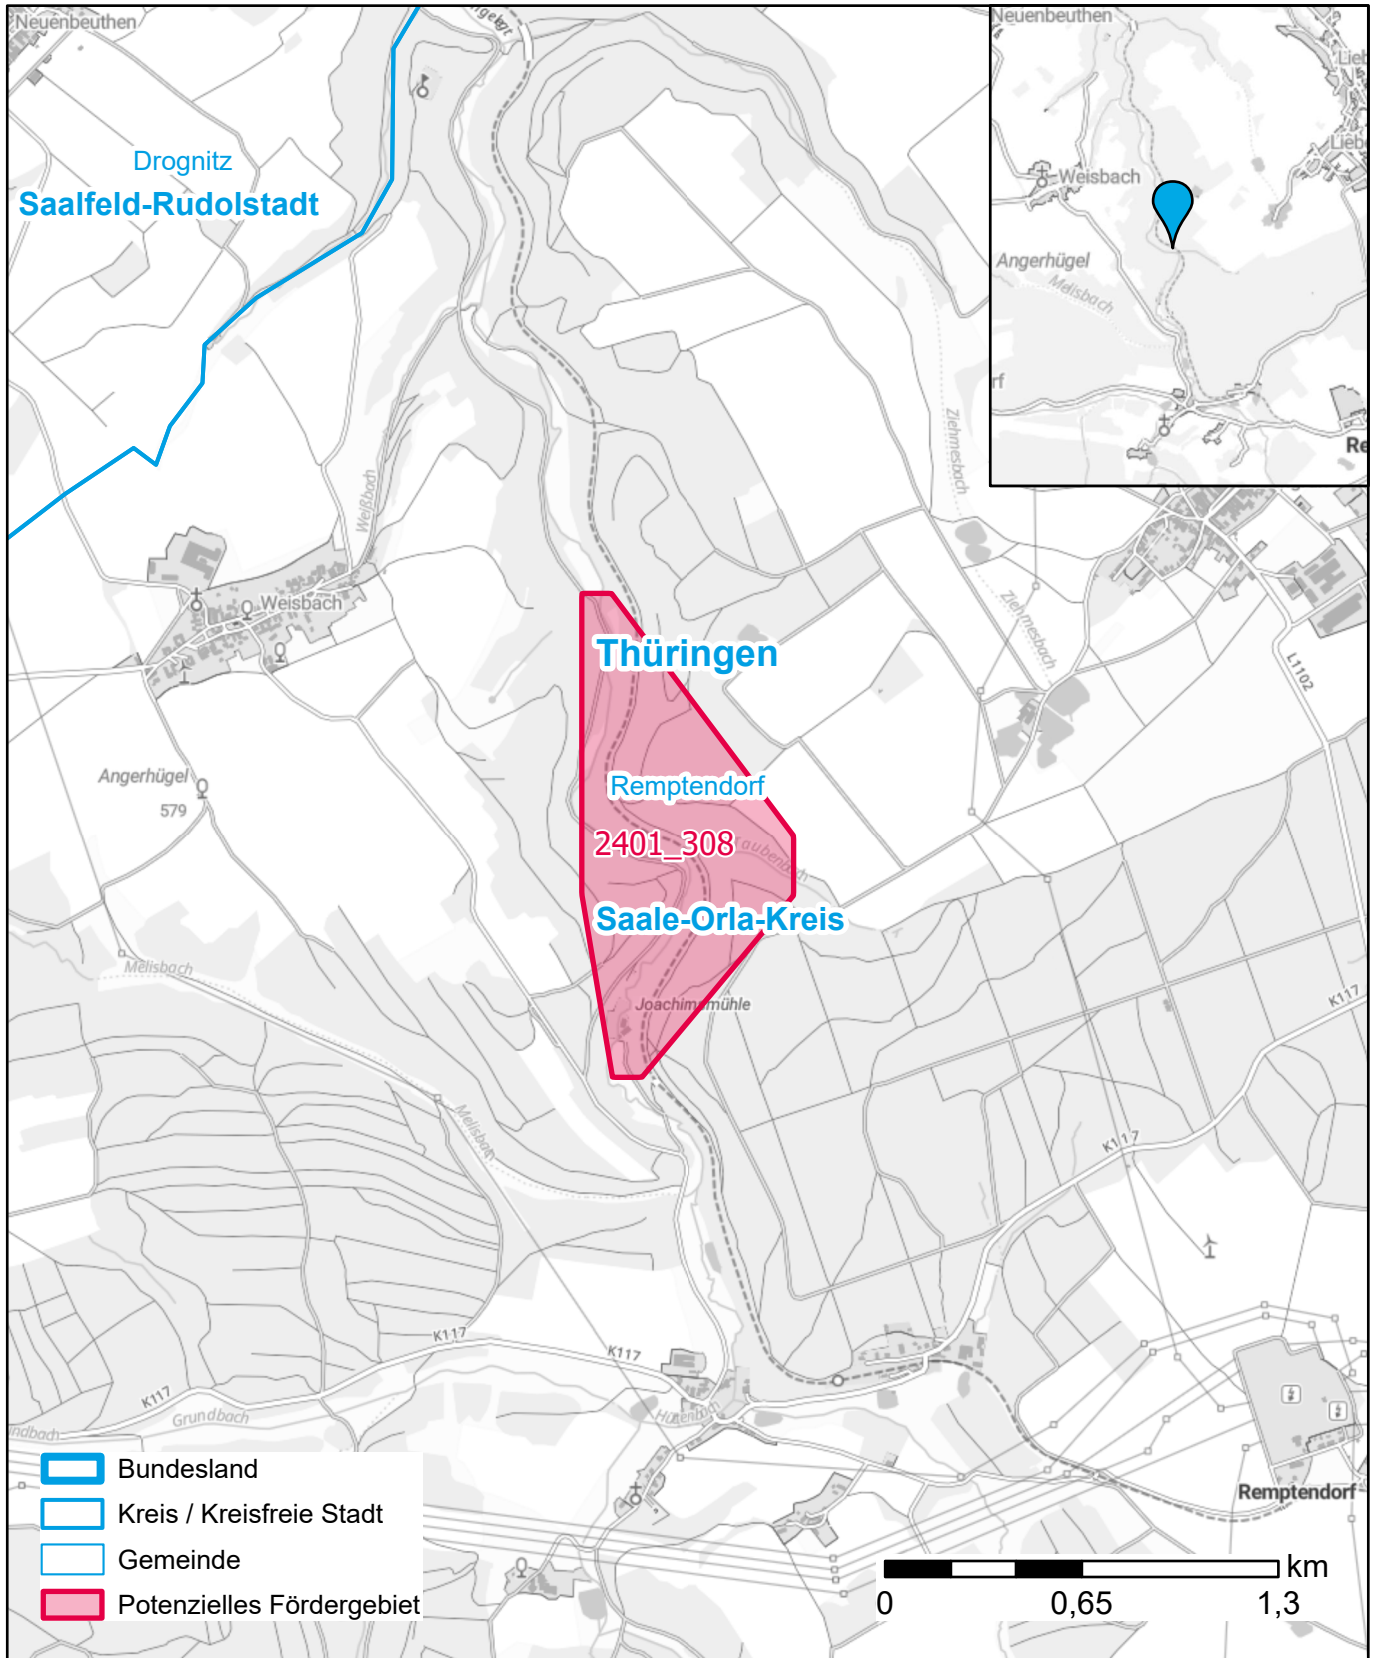 Neuenbeuthen
Drognitz
Saalfeld-Rudolstadt
Neuenbeuthen
Weisbach
Angerhügel
Melisbach
Weißbach
Ziehmesbach
Weisbach
Ziehmesbach
L1102
Thüringen
Angerhügel
579
Remptendorf
2401_308
Saale-Orla-Kreis
Melisbach
Joachimsmühle
K117
Melisbach
K117
K117
K117
K117
Grundbach
Remptendorf
Bundesland
Kreis / Kreisfreie Stadt
Gemeinde
Potenzielles Fördergebiet
km
0
0,65
1,3